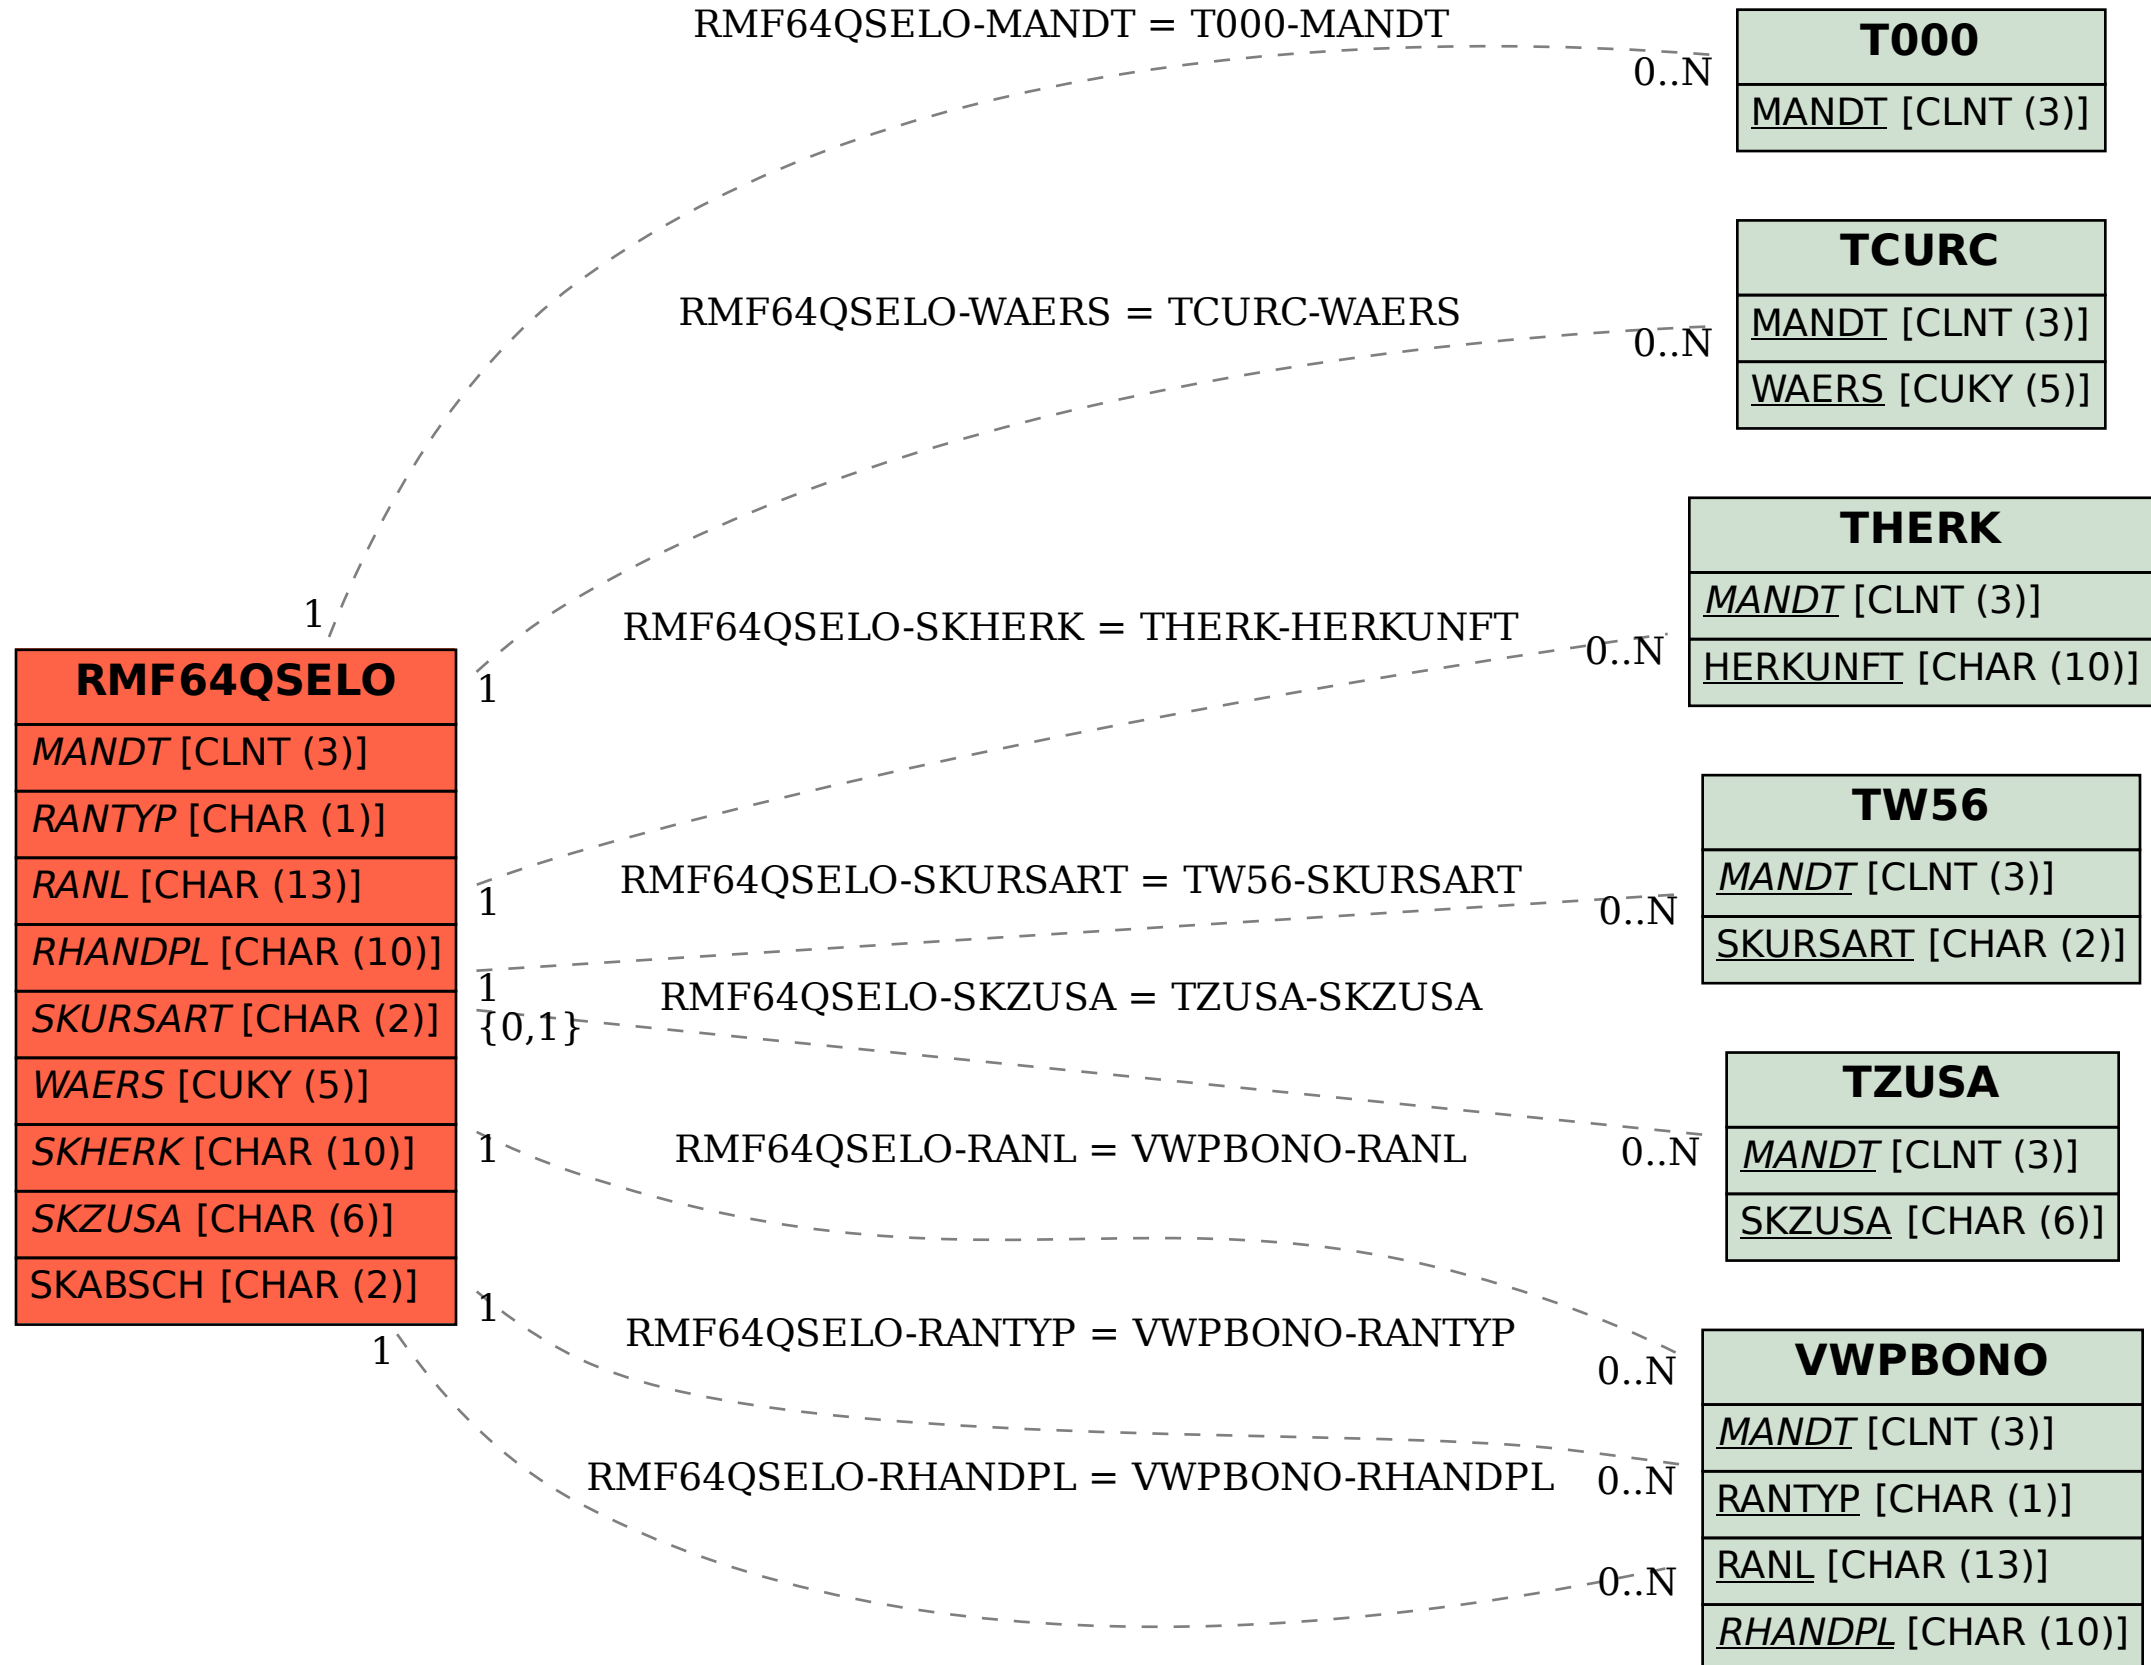 RMF64QSELO-MANDT = T000-MANDT
0..N
1
RMF64QSELO-WAERS = TCURC-WAERS
0..N
1
RMF64QSELO-SKHERK = THERK-HERKUNFT
0..N
1
RMF64QSELO-SKURSART = TW56-SKURSART
0..N
1
RMF64QSELO-SKZUSA = TZUSA-SKZUSA
{0,1}
0..N
RMF64QSELO-RANL = VWPBONO-RANL
1
0..N
RMF64QSELO-RANTYP = VWPBONO-RANTYP
1
0..N
RMF64QSELO-RHANDPL = VWPBONO-RHANDPL
1
0..N
RMF64QSELO
MANDT [CLNT (3)]
RANTYP [CHAR (1)]
RANL [CHAR (13)]
RHANDPL [CHAR (10)]
SKURSART [CHAR (2)]
WAERS [CUKY (5)]
SKHERK [CHAR (10)]
SKZUSA [CHAR (6)]
SKABSCH [CHAR (2)]
T000
MANDT [CLNT (3)]
TCURC
MANDT [CLNT (3)]
WAERS [CUKY (5)]
THERK
MANDT [CLNT (3)]
HERKUNFT [CHAR (10)]
TW56
MANDT [CLNT (3)]
SKURSART [CHAR (2)]
TZUSA
MANDT [CLNT (3)]
SKZUSA [CHAR (6)]
VWPBONO
MANDT [CLNT (3)]
RANTYP [CHAR (1)]
RANL [CHAR (13)]
RHANDPL [CHAR (10)]